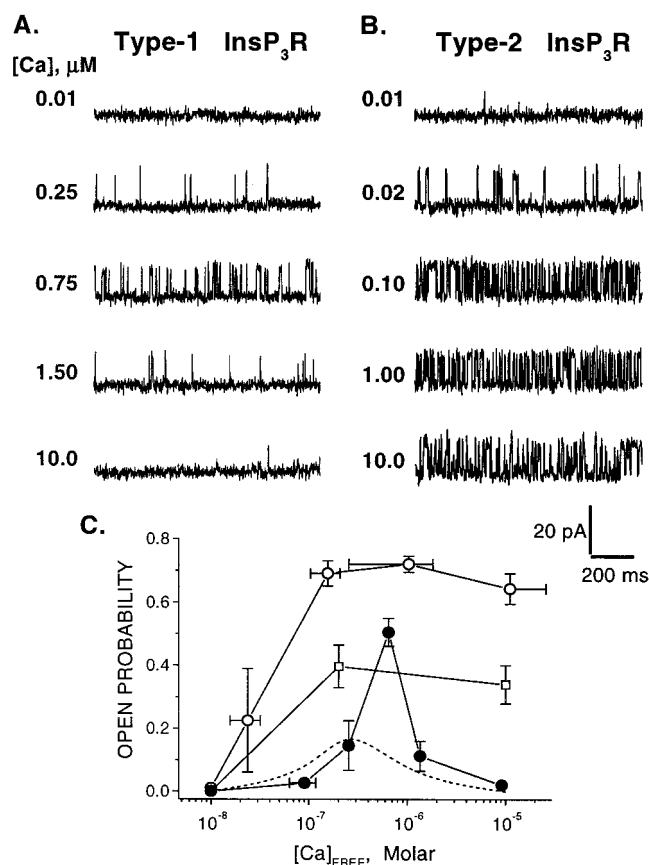 A.
Type-1 InsP₃R
[Ca], μM
0.01
0.25
0.75
1.50
10.0
B.
Type-2 InsP₃R
0.01
0.02
0.10
1.00
10.0
20 pA
200 ms
C.
OPEN PROBABILITY
0.8
0.6
0.4
0.2
0.0
10⁻⁸ 10⁻⁷ 10⁻⁶ 10⁻⁵
[Ca]FREE, Molar